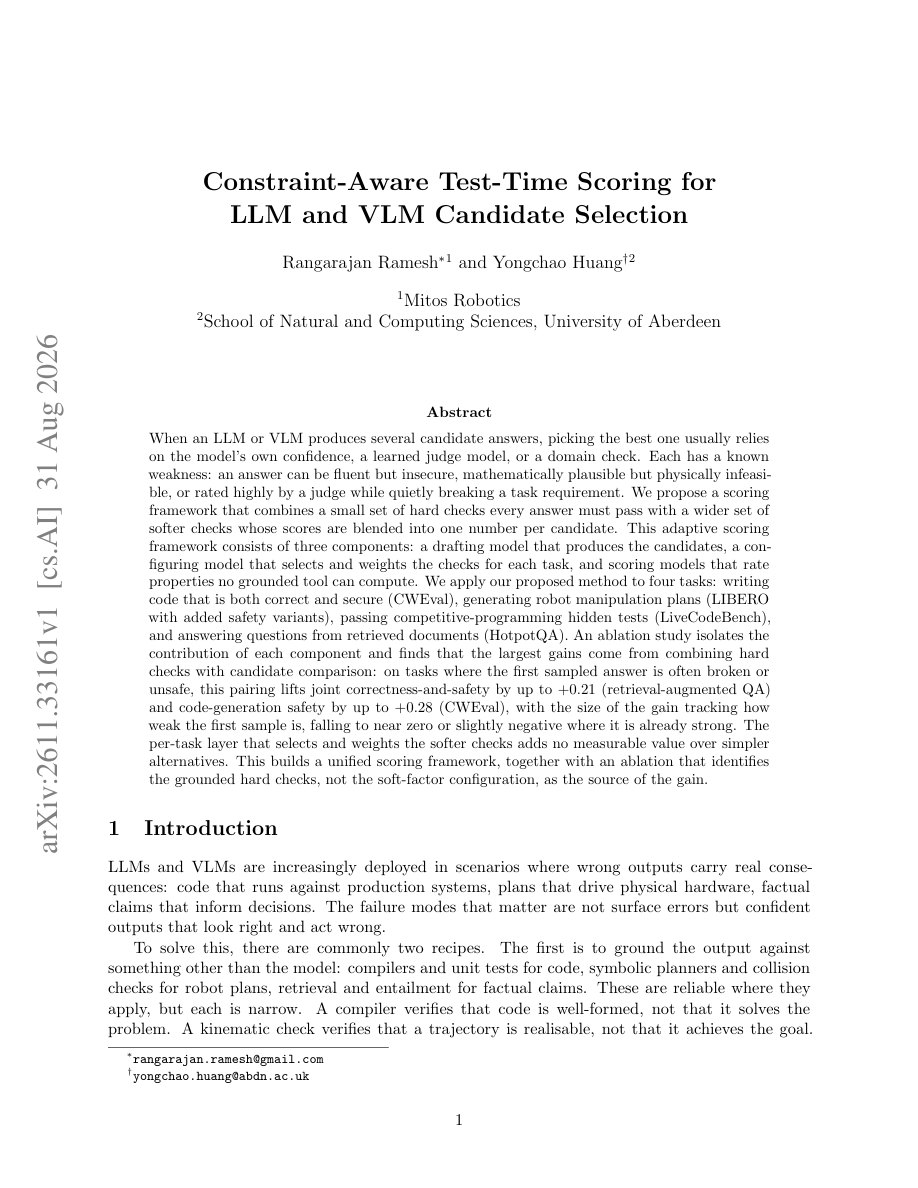 Constraint-Aware Test-Time Scoring for
LLM and VLM Candidate Selection
Rangarajan Ramesh*1 and Yongchao Huang†2
1Mitos Robotics
2School of Natural and Computing Sciences, University of Aberdeen
arXiv:2611.33161v1 [cs.AI] 31 Aug 2026
Abstract
When an LLM or VLM produces several candidate answers, picking the best one usually relies
on the model's own confidence, a learned judge model, or a domain check. Each has a known
weakness: an answer can be fluent but insecure, mathematically plausible but physically infeasi-
ble, or rated highly by a judge while quietly breaking a task requirement. We propose a scoring
framework that combines a small set of hard checks every answer must pass with a wider set of
softer checks whose scores are blended into one number per candidate. This adaptive scoring
framework consists of three components: a drafting model that produces the candidates, a con-
figuring model that selects and weights the checks for each task, and scoring models that rate
properties no grounded tool can compute. We apply our proposed method to four tasks: writing
code that is both correct and secure (CWEval), generating robot manipulation plans (LIBERO
with added safety variants), passing competitive-programming hidden tests (LiveCodeBench),
and answering questions from retrieved documents (HotpotQA). An ablation study isolates the
contribution of each component and finds that the largest gains come from combining hard
checks with candidate comparison: on tasks where the first sampled answer is often broken or
unsafe, this pairing lifts joint correctness-and-safety by up to +0.21 (retrieval-augmented QA)
and code-generation safety by up to +0.28 (CWEval), with the size of the gain tracking how
weak the first sample is, falling to near zero or slightly negative where it is already strong. The
per-task layer that selects and weights the softer checks adds no measurable value over simpler
alternatives. This builds a unified scoring framework, together with an ablation that identifies
the grounded hard checks, not the soft-factor configuration, as the source of the gain.
1 Introduction
LLMs and VLMs are increasingly deployed in scenarios where wrong outputs carry real conse-
quences: code that runs against production systems, plans that drive physical hardware, factual
claims that inform decisions. The failure modes that matter are not surface errors but confident
outputs that look right and act wrong.
To solve this, there are commonly two recipes. The first is to ground the output against
something other than the model: compilers and unit tests for code, symbolic planners and collision
checks for robot plans, retrieval and entailment for factual claims. These are reliable where they
apply, but each is narrow. A compiler verifies that code is well-formed, not that it solves the
problem. A kinematic check verifies that a trajectory is realisable, not that it achieves the goal.
*rangarajan.ramesh@gmail.com
†yongchao.huang@abdn.ac.uk
1